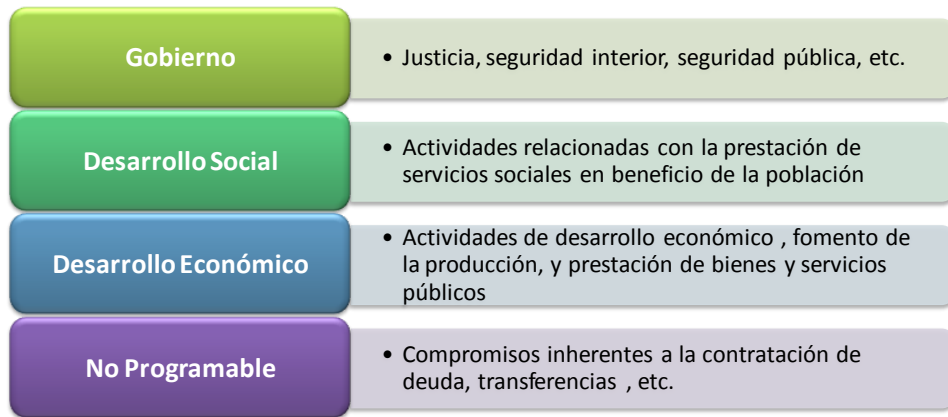 Gobierno
• Justicia, seguridad interior, seguridad pública, etc.
Desarrollo Social
• Actividades relacionadas con la prestación de
servicios sociales en beneficio de la población
Desarrollo Económico
• Actividades de desarrollo económico , fomento de
la producción, y prestación de bienes y servicios
públicos
No Programable
• Compromisos inherentes a la contratación de
deuda, transferencias , etc.